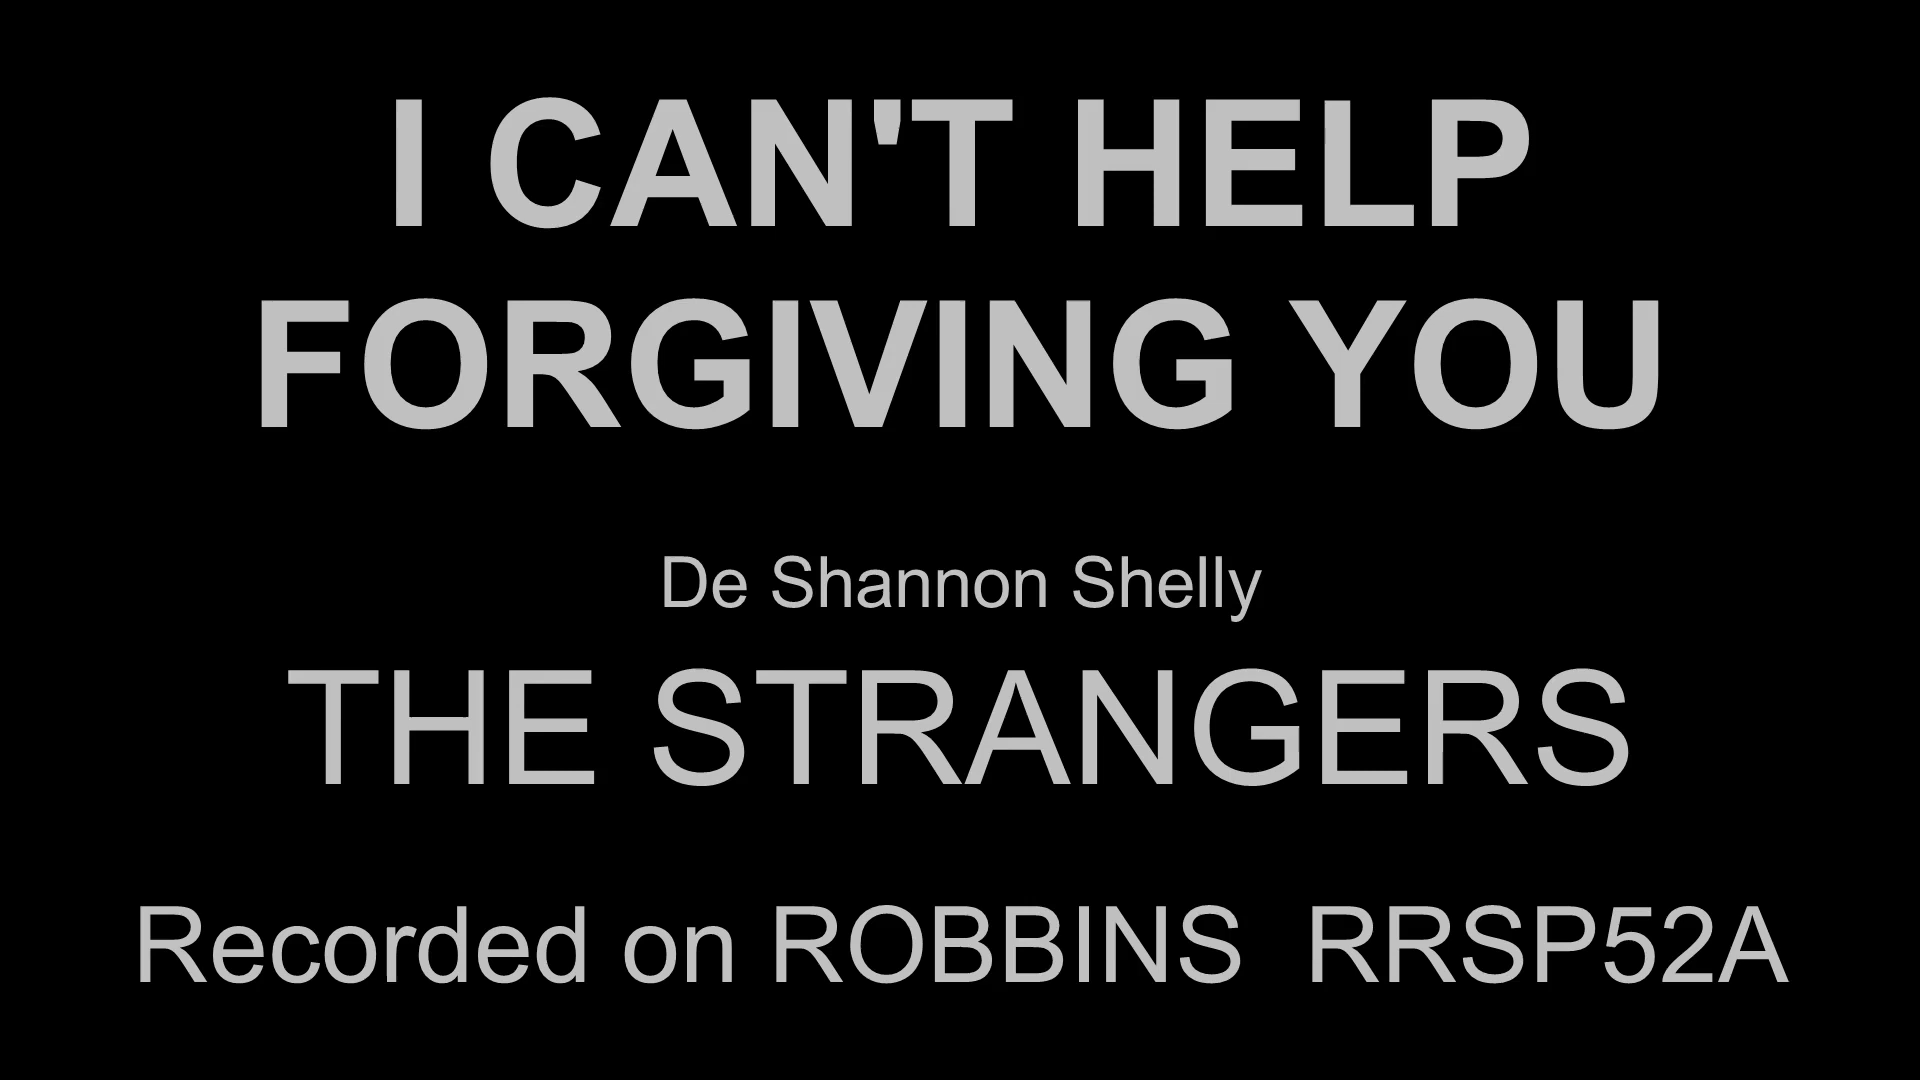 I CAN'T HELP
FORGIVING YOU
De Shannon Shelly
THE STRANGERS
Recorded on ROBBINS  RRSP52A